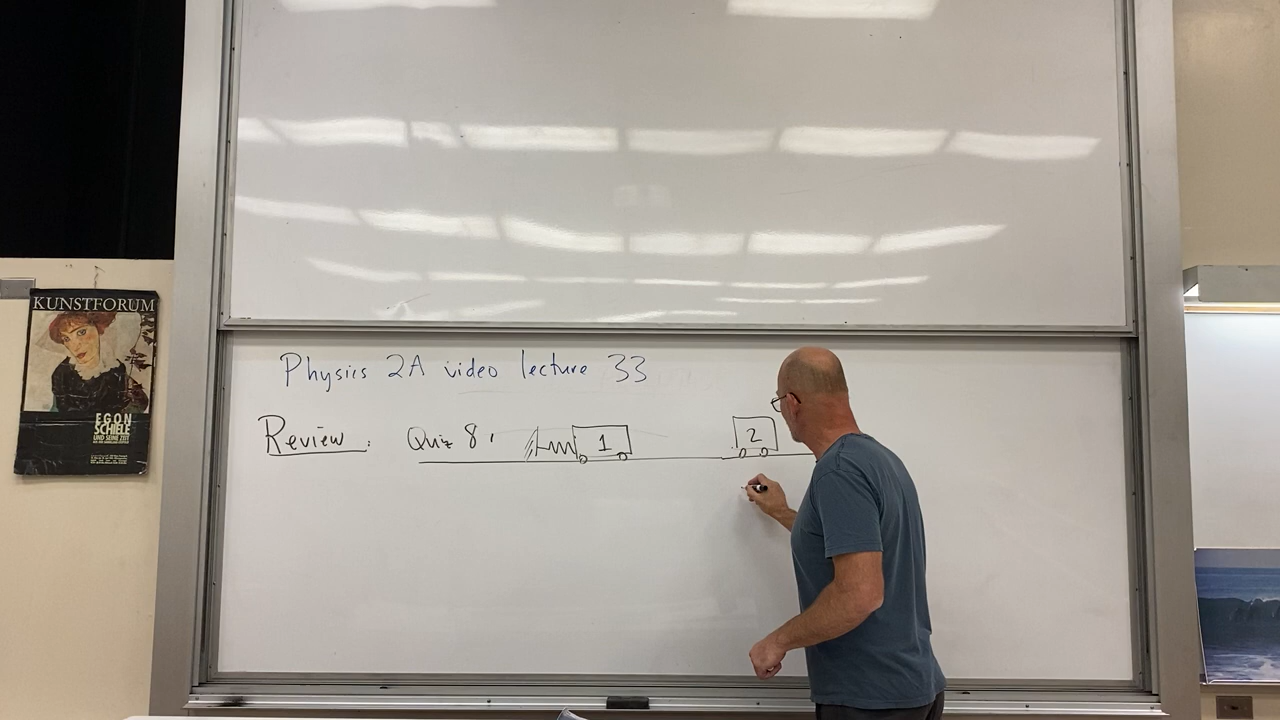 KUNSTFORUM
EGON
SCHIELE
UND SEINE ZEIT
Physics 2A video lecture 33
Review: Quiz 8: 1 2